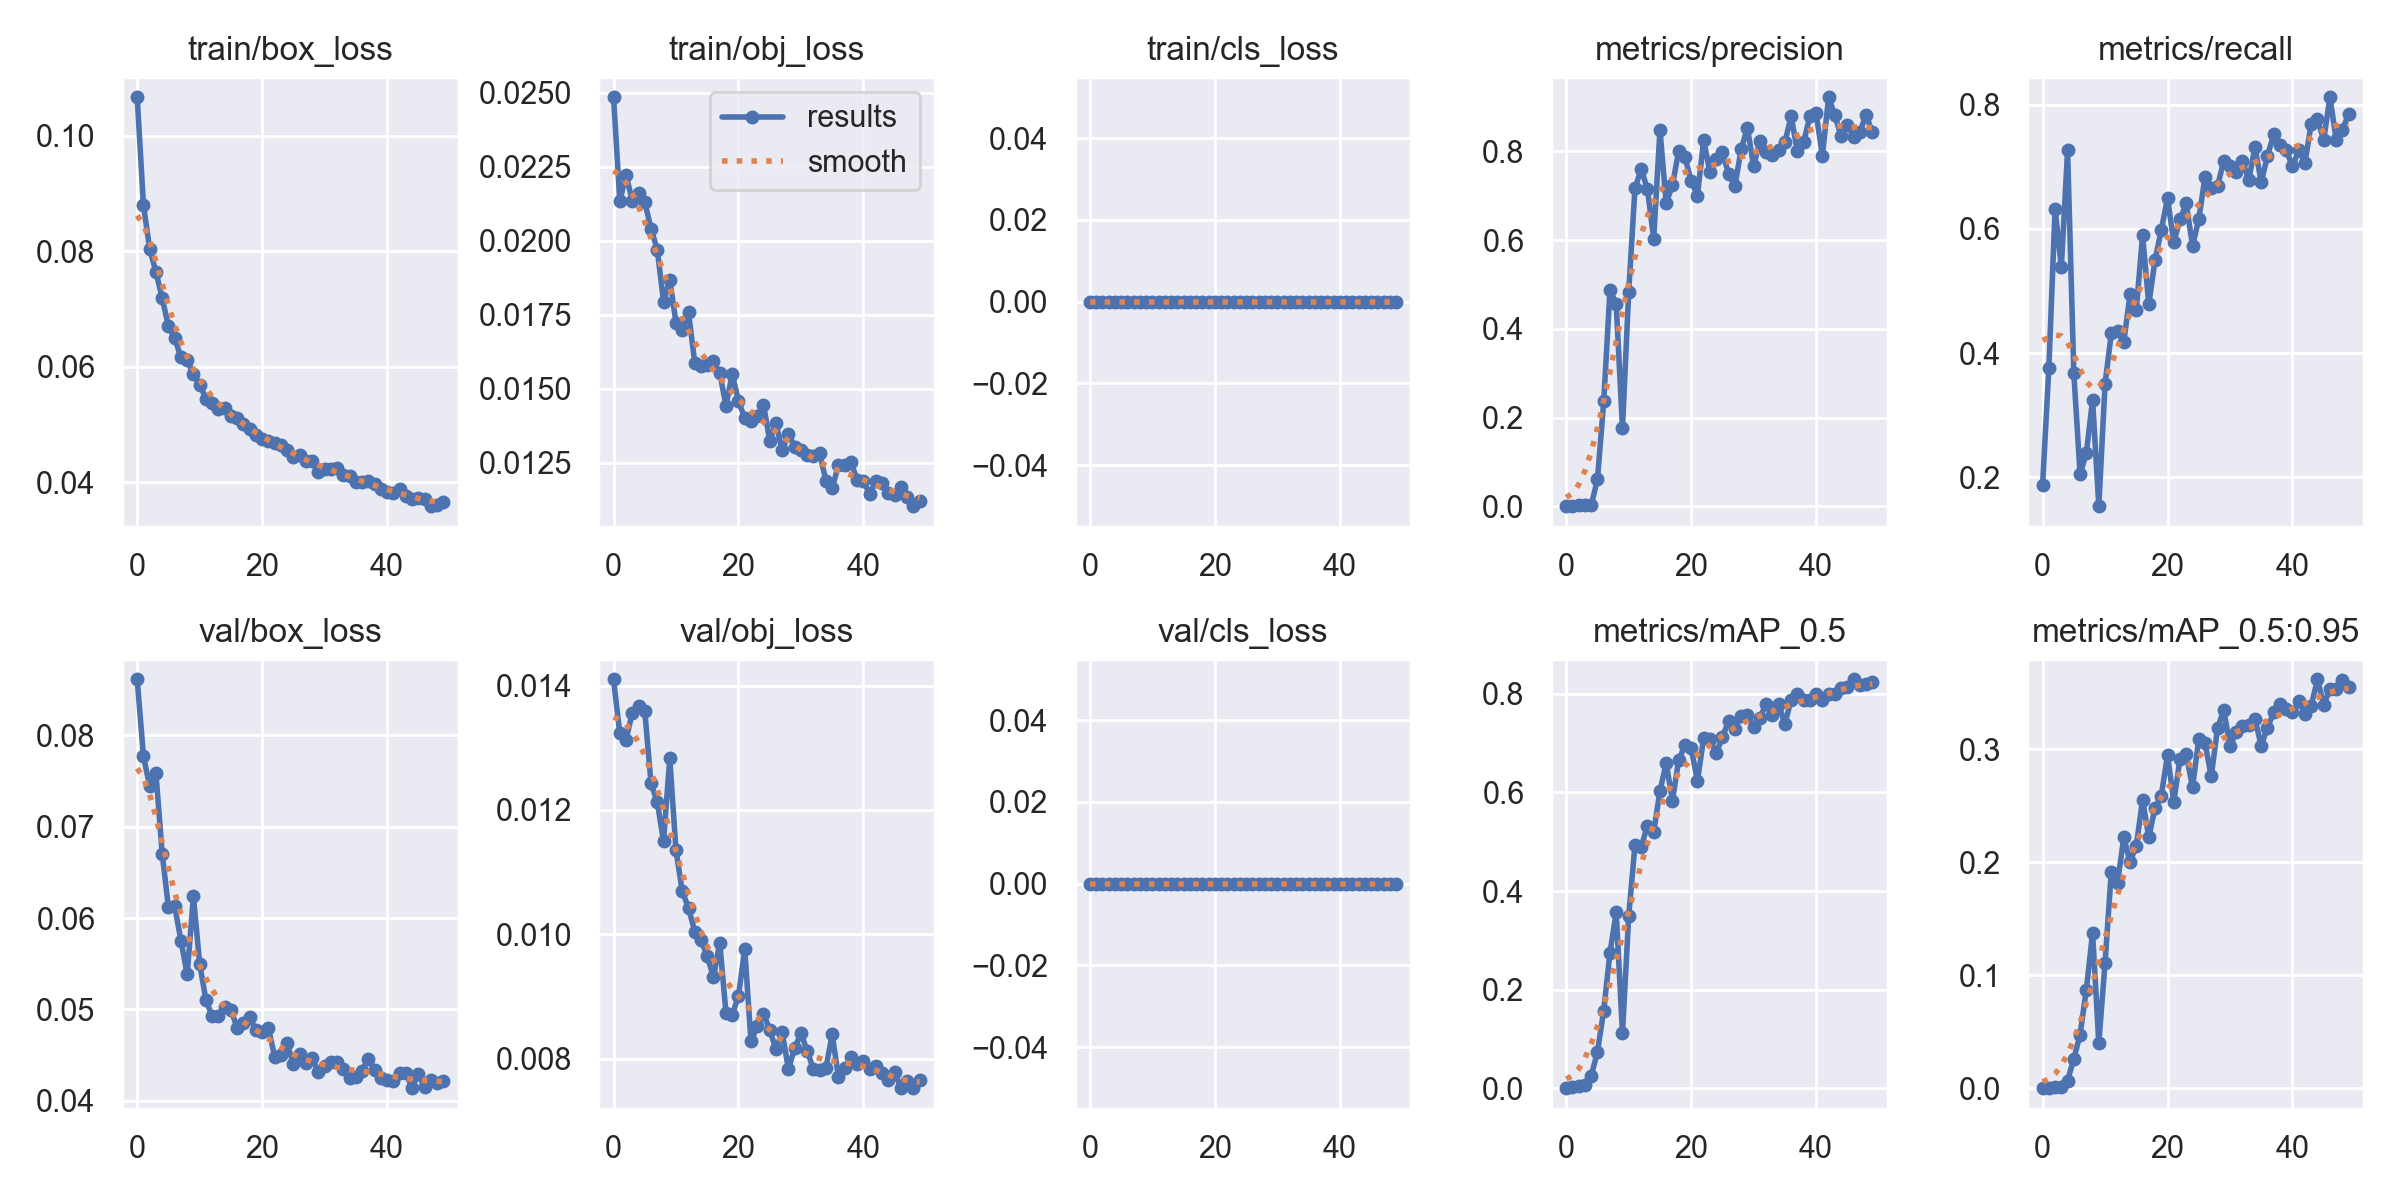 train/box_loss
0.10
0.08
0.06
0.04
0 20 40
train/obj_loss
results
smooth
0.0250
0.0225
0.0200
0.0175
0.0150
0.0125
0 20 40
train/cls_loss
0.04
0.02
0.00
−0.02
−0.04
0 20 40
metrics/precision
0.8
0.6
0.4
0.2
0.0
0 20 40
metrics/recall
0.8
0.6
0.4
0.2
0 20 40
val/box_loss
0.08
0.07
0.06
0.05
0.04
0 20 40
val/obj_loss
0.014
0.012
0.010
0.008
0 20 40
val/cls_loss
0.04
0.02
0.00
−0.02
−0.04
0 20 40
metrics/mAP_0.5
0.8
0.6
0.4
0.2
0.0
0 20 40
metrics/mAP_0.5:0.95
0.3
0.2
0.1
0.0
0 20 40